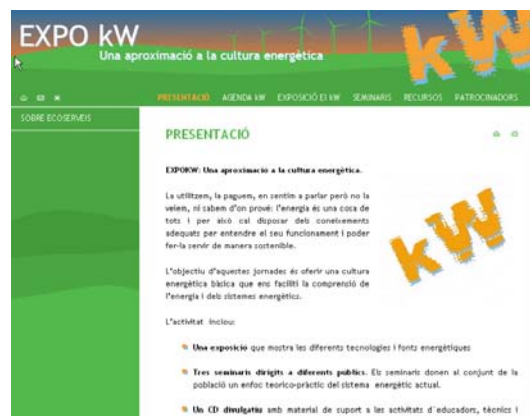 EXPO kW
Una aproximació a la cultura energètica
kW
PRESENTACIÓ AGENDA kW EXPOSICIÓ El kW SEMINARIS RECURSOS PATROCINADORS
SOBRE ECOSERVEIS
PRESENTACIÓ
EXPOKW: Una aproximació a la cultura energètica.
La utilitzem, la paguem, en sentim a parlar però no la
veiem, ni sabem d'on prové: l'energia és una cosa de
tots i per això cal disposar dels coneixements
adequats per entendre el seu funcionament i poder
fer-la servir de manera sostenible.
kW
L'objectiu d'aquestes jornades és oferir una cultura
energètica bàsica que ens faciliti la comprensió de
l'energia i dels sistemes energètics.
L'activitat inclou:
Una exposició que mostra les diferents tecnologies i fonts energètiques
Tres seminaris dirigits a diferents públics. Els seminaris donen al conjunt de la
població un enfoc teorico-pràctic del sistema energètic actual.
Un CD divulgatiu amb material de suport a les activitats d'educadors, tècnics i